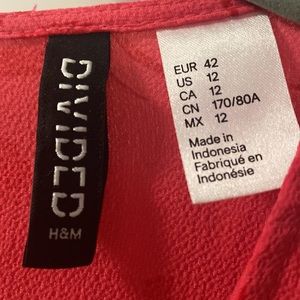 DIVIDED
H&M
EUR 42
US 12
CA 12
CN 170/80A
MX 12
Made in
Indonesia
Fabriqué en
Indonésie